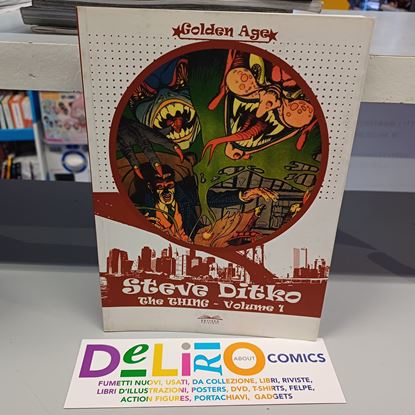 Golden Age
Steve Ditko
The THING - Volume 1
DeLiRiO
ABOUT
COMICS
FUMETTI NUOVI, USATI, DA COLLEZIONE, LIBRI, RIVISTE,
LIBRI D'ILLUSTRAZIONI, POSTERS, DVD, T-SHIRTS, FELPE,
ACTION FIGURES, PORTACHIAVI, GADGETS